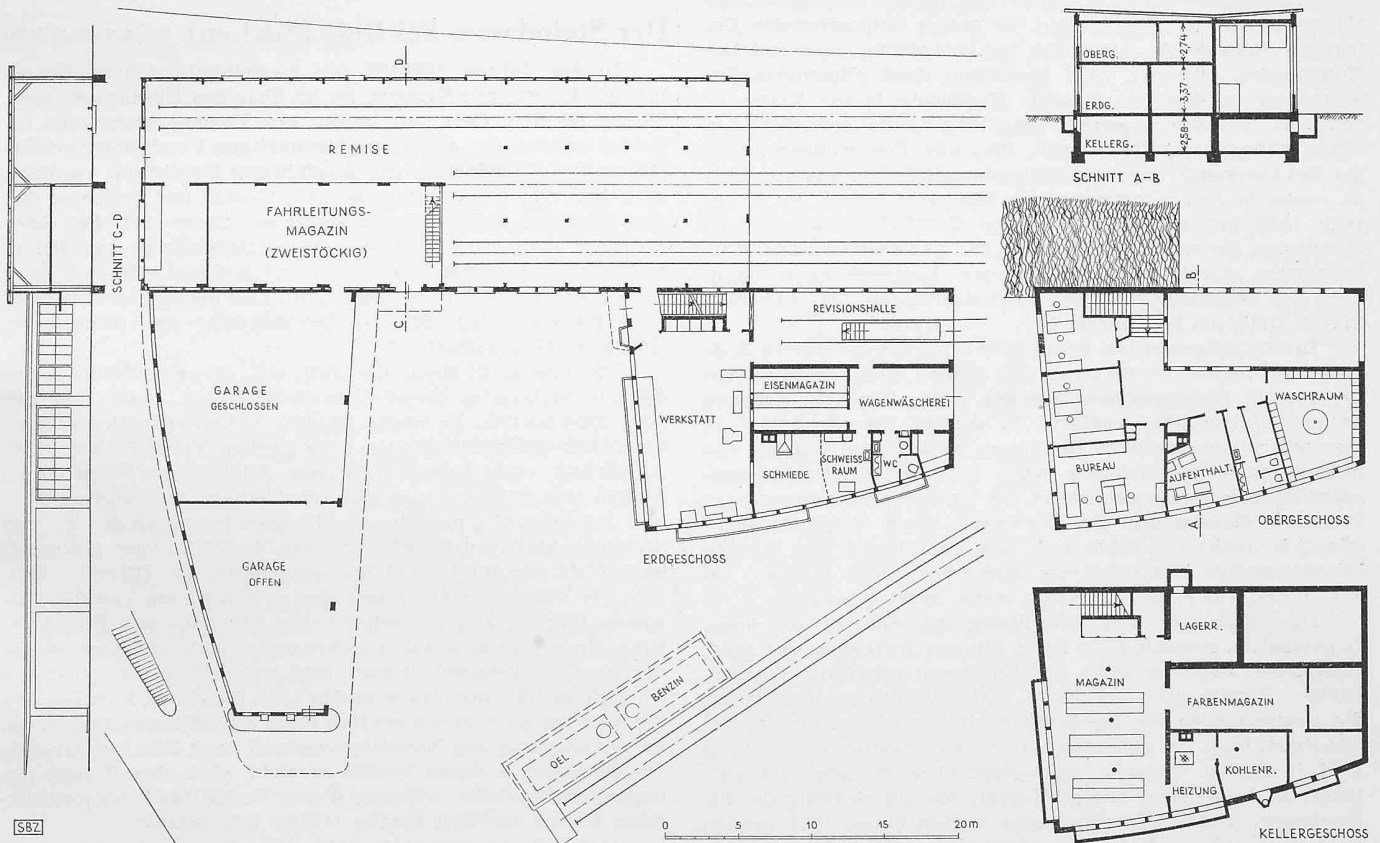 D
REMISE
FAHRLEITUNGS-
MAGAZIN
(ZWEISTÖCKIG)
SCHNITT C-D
C
GARAGE
GESCHLOSSEN
GARAGE
OFFEN
OBERG.
ERDG.
KELLERG.
2,74
3,37
2,58
SCHNITT A-B
REVISIONSHALLE
EISENMAGAZIN
WERKSTATT
WAGENWÄSCHEREI
SCHMIEDE
SCHWEISS
RAUM
WC
ERDGESCHOSS
B
WASCHRAUM
BUREAU
AUFENTHALT.
A
OBERGESCHOSS
LAGERR.
MAGAZIN
FARBENMAGAZIN
KOHLENR.
HEIZUNG
KELLERGESCHOSS
OEL
BENZIN
0 5 10 15 20 m
SBZ